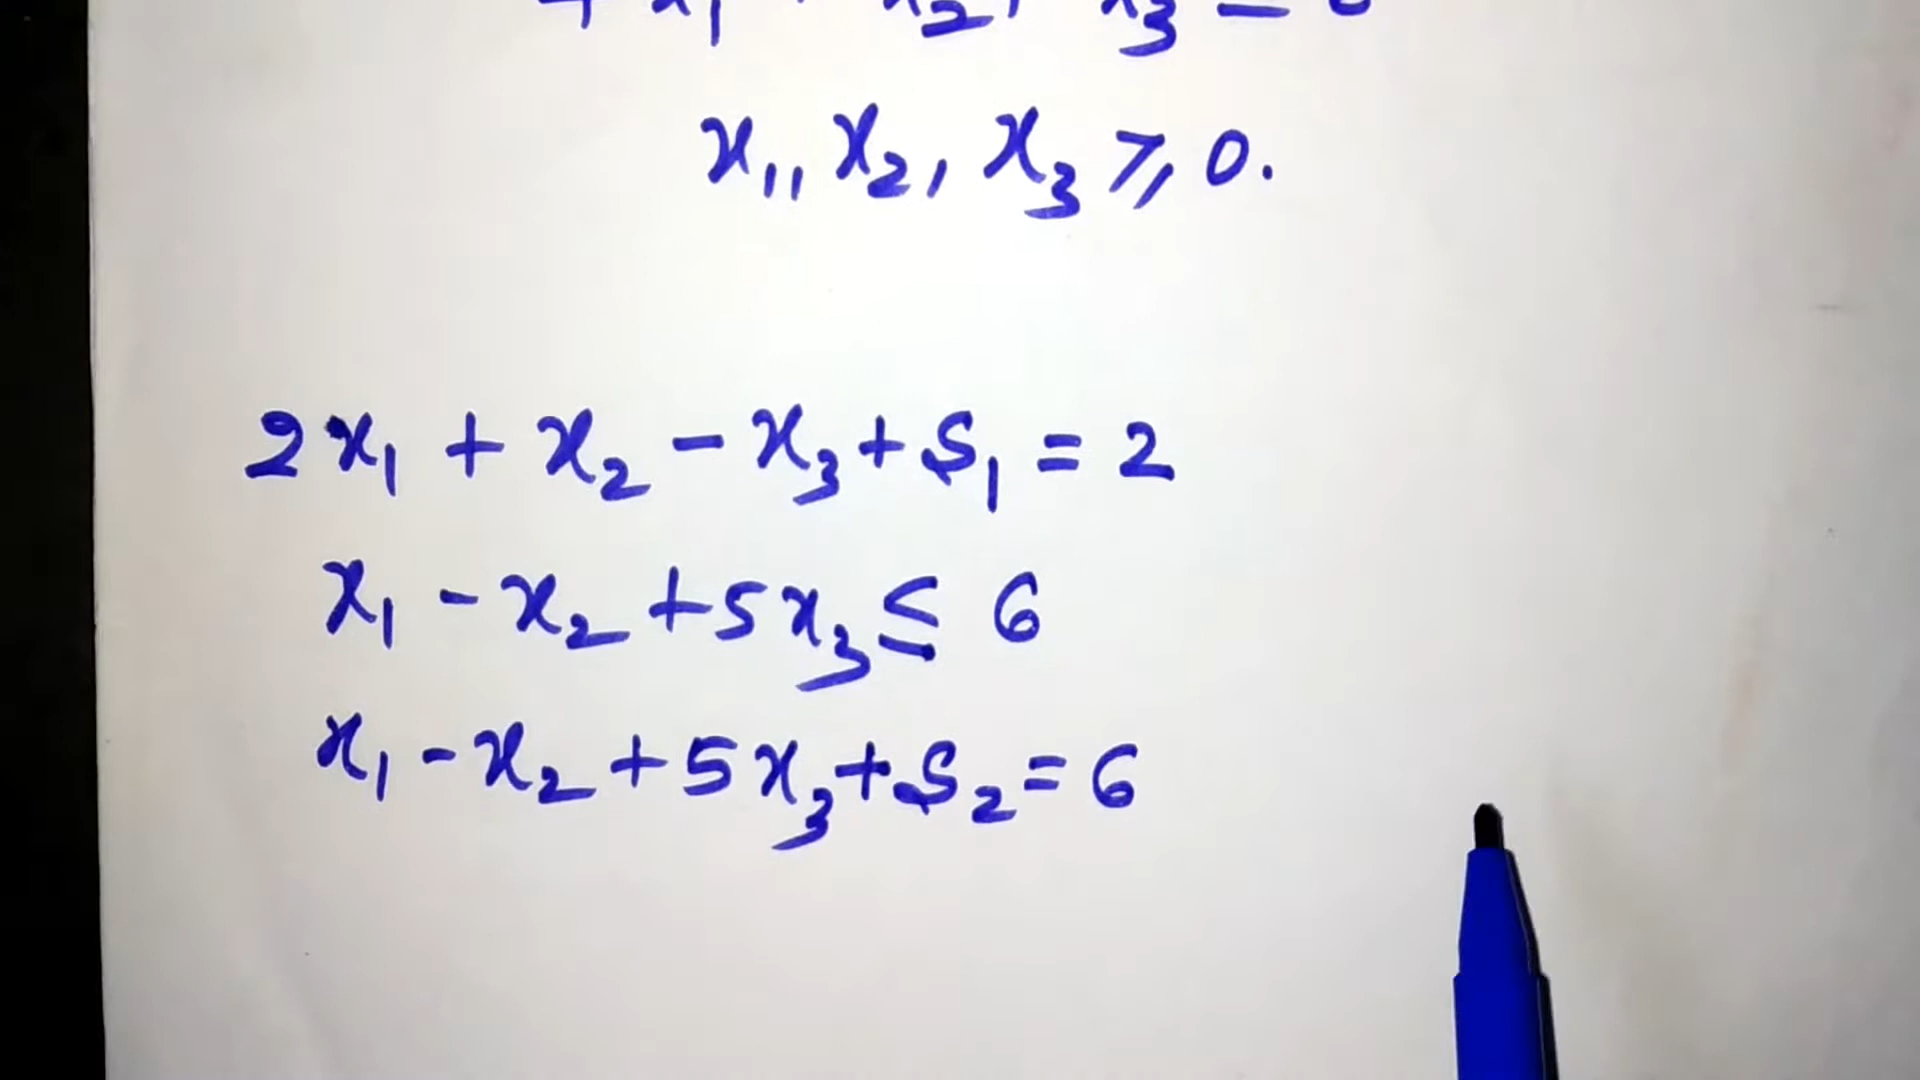 x₁, x₂, x₃ ≥ 0.
2x₁ + x₂ - x₃ + S₁ = 2
x₁ - x₂ + 5x₃ ≤ 6
x₁ - x₂ + 5x₃ + S₂ = 6